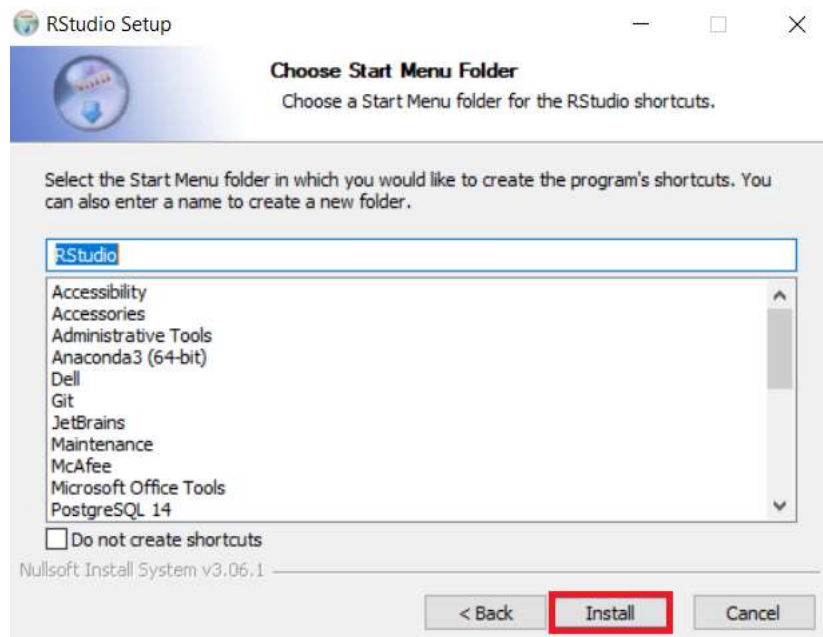 RStudio Setup
Choose Start Menu Folder
Choose a Start Menu folder for the RStudio shortcuts.
Select the Start Menu folder in which you would like to create the program's shortcuts. You
can also enter a name to create a new folder.
RStudio
Accessibility
Accessories
Administrative Tools
Anaconda3 (64-bit)
Dell
Git
JetBrains
Maintenance
McAfee
Microsoft Office Tools
PostgreSQL 14
Do not create shortcuts
Nullsoft Install System v3.06.1
< Back Install Cancel